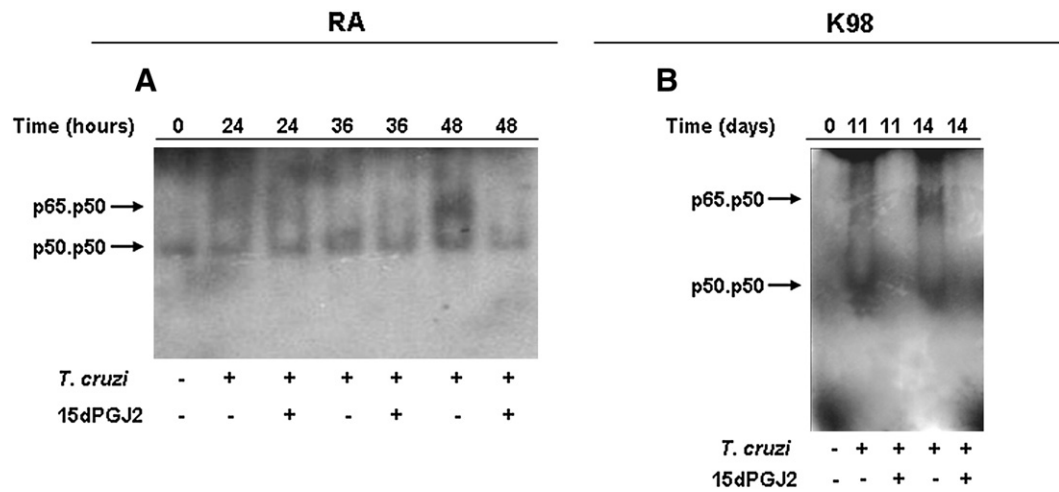 RA
K98
A
Time (hours) 0 24 24 36 36 48 48
p65.p50
p50.p50
T. cruzi - + + + + + +
15dPGJ2 - - + - + - +
B
Time (days) 0 11 11 14 14
p65.p50
p50.p50
T. cruzi - + + + +
15dPGJ2 - - + - +